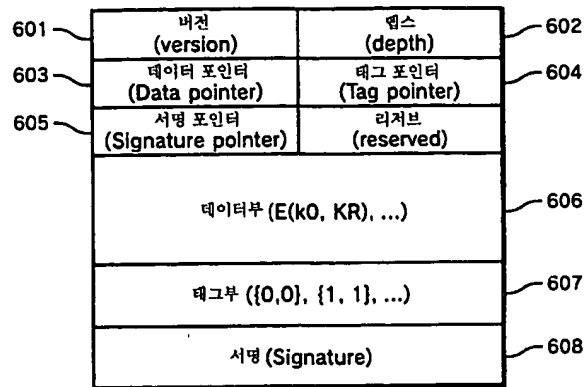 601 버전 뎁스 602
(version) (depth)
603 데이터 포인터 태그 포인터 604
(Data pointer) (Tag pointer)
605 서명 포인터 리저브
(Signature pointer) (reserved)
데이터부 (E(k0, KR), ...) 606
태그부 ({0,0}, {1, 1}, ...) 607
서명 (Signature) 608